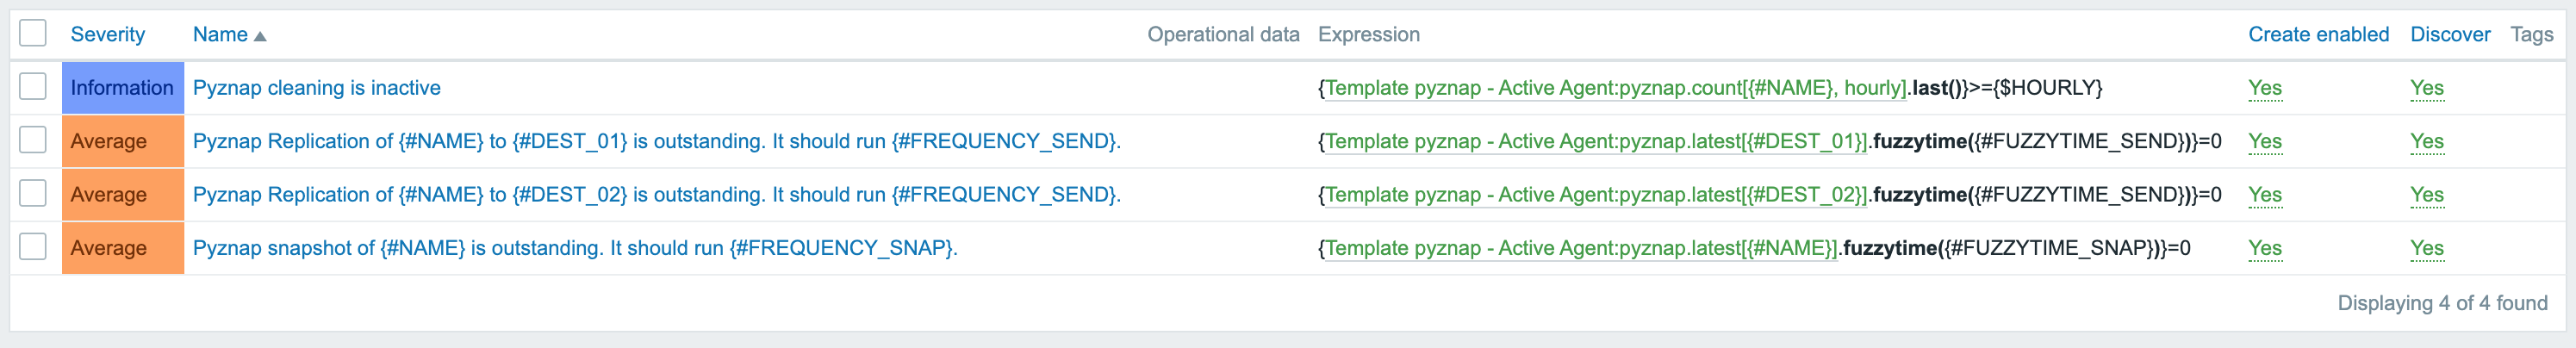 Severity Name Operational data Expression Create enabled Discover Tags
Information Pyznap cleaning is inactive {Template pyznap - Active Agent:pyznap.count[{#NAME}, hourly].last()}>={$HOURLY} Yes Yes
Average Pyznap Replication of {#NAME} to {#DEST_01} is outstanding. It should run {#FREQUENCY_SEND}. {Template pyznap - Active Agent:pyznap.latest[{#DEST_01}].fuzzytime({#FUZZYTIME_SEND})}=0 Yes Yes
Average Pyznap Replication of {#NAME} to {#DEST_02} is outstanding. It should run {#FREQUENCY_SEND}. {Template pyznap - Active Agent:pyznap.latest[{#DEST_02}].fuzzytime({#FUZZYTIME_SEND})}=0 Yes Yes
Average Pyznap snapshot of {#NAME} is outstanding. It should run {#FREQUENCY_SNAP}. {Template pyznap - Active Agent:pyznap.latest[{#NAME}].fuzzytime({#FUZZYTIME_SNAP})}=0 Yes Yes
Displaying 4 of 4 found